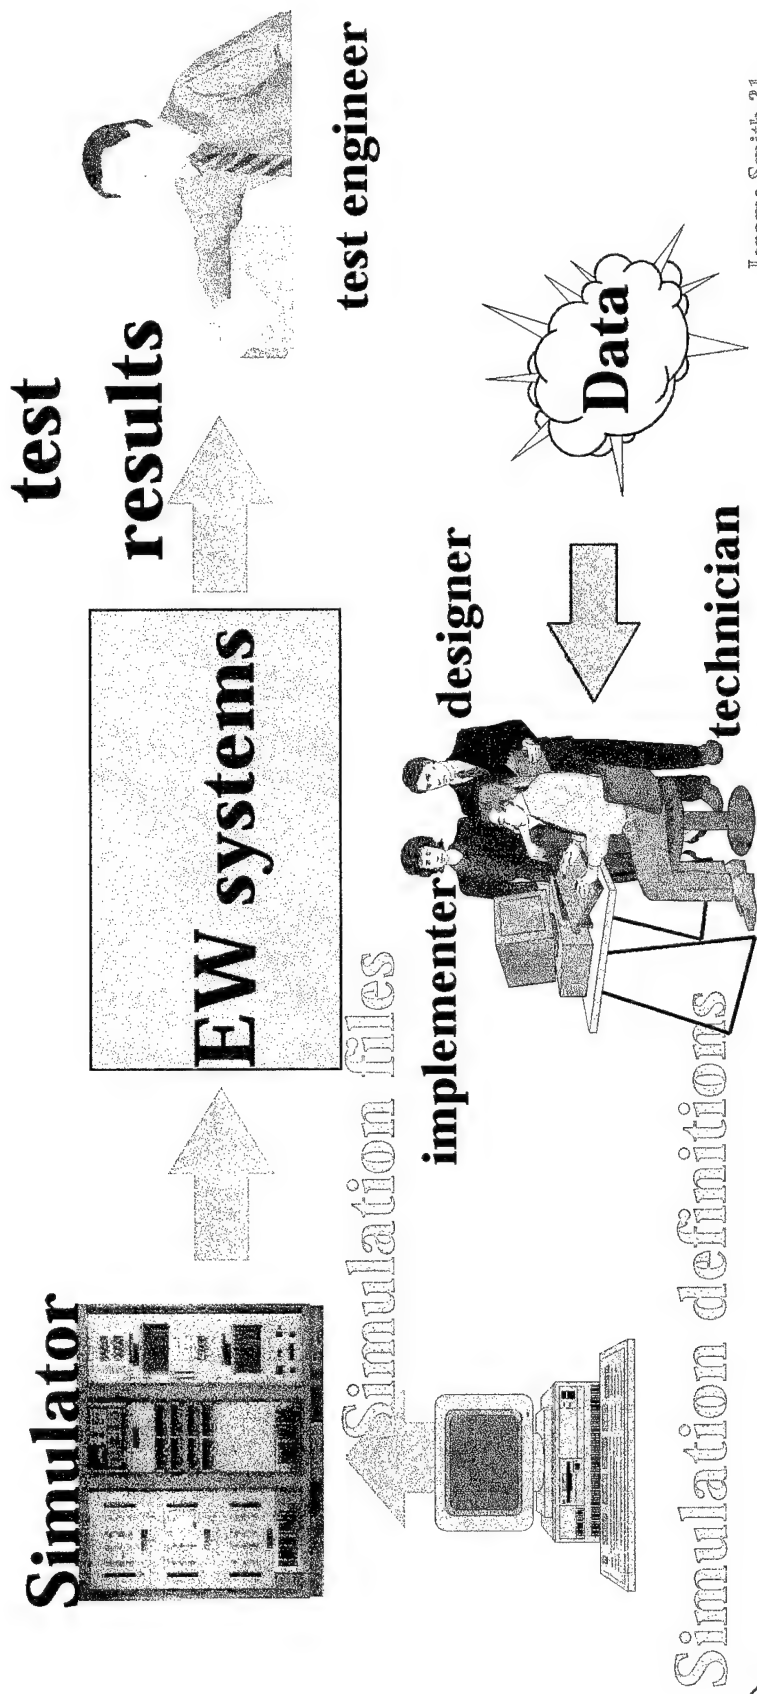 Simulator
EW systems
test
results
test engineer
Simulation files
implementer
designer
technician
Data
Simulation definitions